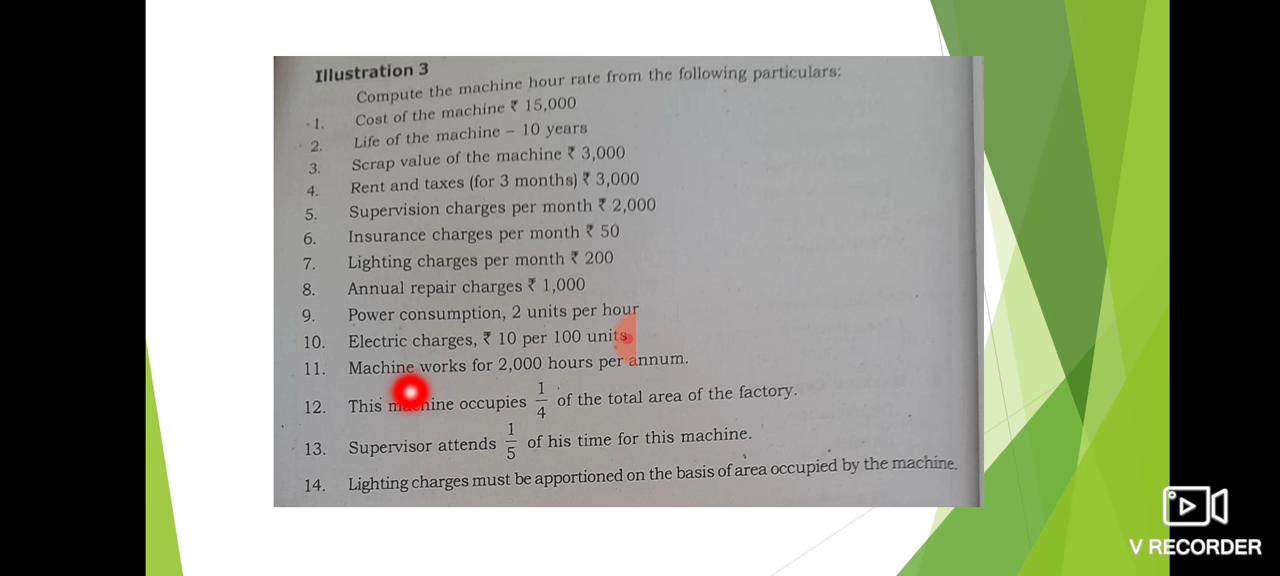 Illustration 3
Compute the machine hour rate from the following particulars:
1. Cost of the machine ₹ 15,000
2. Life of the machine – 10 years
3. Scrap value of the machine ₹ 3,000
4. Rent and taxes (for 3 months) ₹ 3,000
5. Supervision charges per month ₹ 2,000
6. Insurance charges per month ₹ 50
7. Lighting charges per month ₹ 200
8. Annual repair charges ₹ 1,000
9. Power consumption, 2 units per hour
10. Electric charges, ₹ 10 per 100 units
11. Machine works for 2,000 hours per annum.
12. This machine occupies 1/4 of the total area of the factory.
13. Supervisor attends 1/5 of his time for this machine.
14. Lighting charges must be apportioned on the basis of area occupied by the machine.
V RECORDER